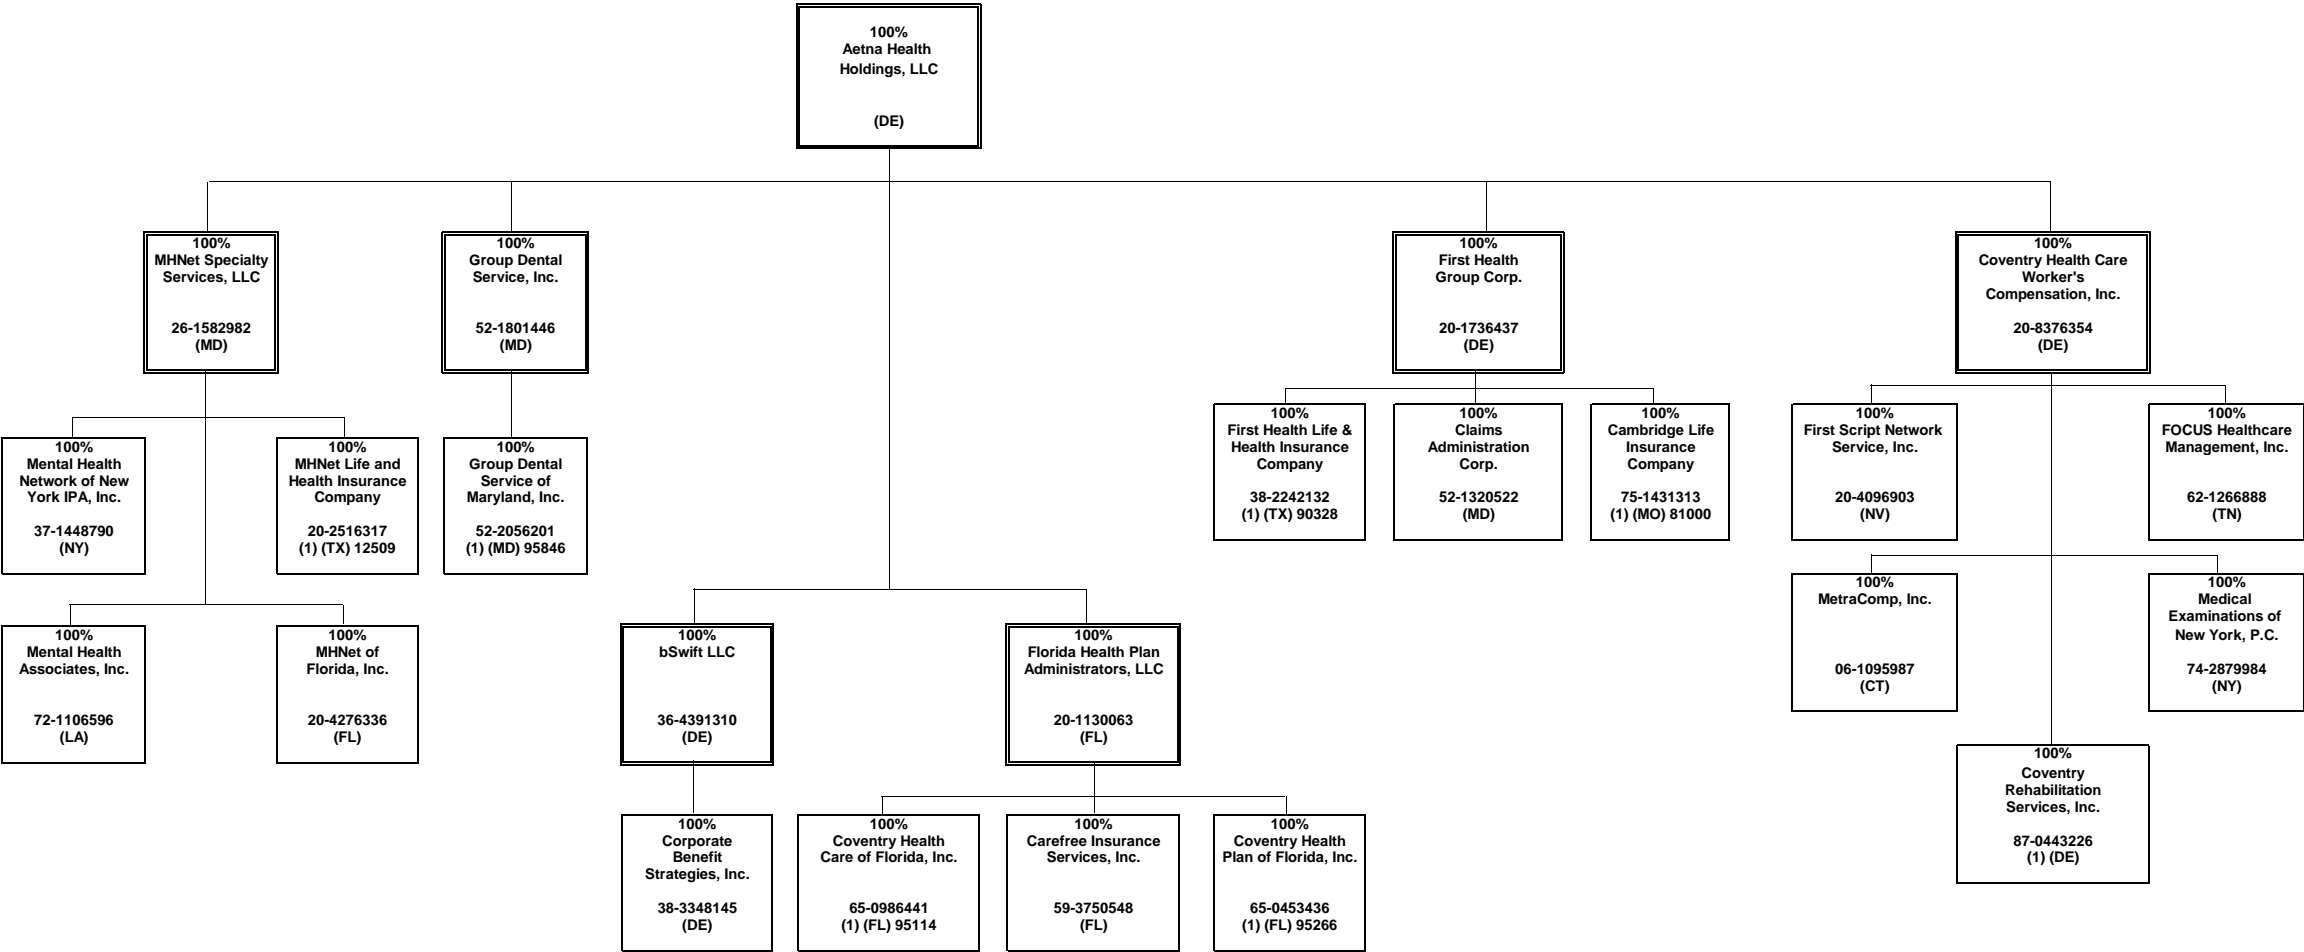 100%
Aetna Health
Holdings, LLC
(DE)
100%
MHNet Specialty
Services, LLC
26-1582982
(MD)
100%
Group Dental
Service, Inc.
52-1801446
(MD)
100%
First Health
Group Corp.
20-1736437
(DE)
100%
Coventry Health Care
Worker's
Compensation, Inc.
20-8376354
(DE)
100%
Mental Health
Network of New
York IPA, Inc.
37-1448790
(NY)
100%
MHNet Life and
Health Insurance
Company
20-2516317
(1) (TX) 12509
100%
Group Dental
Service of
Maryland, Inc.
52-2056201
(1) (MD) 95846
100%
First Health Life &
Health Insurance
Company
38-2242132
(1) (TX) 90328
100%
Claims
Administration
Corp.
52-1320522
(MD)
100%
Cambridge Life
Insurance
Company
75-1431313
(1) (MO) 81000
100%
First Script Network
Service, Inc.
20-4096903
(NV)
100%
FOCUS Healthcare
Management, Inc.
62-1266888
(TN)
100%
MetraComp, Inc.
06-1095987
(CT)
100%
Medical
Examinations of
New York, P.C.
74-2879984
(NY)
100%
Mental Health
Associates, Inc.
72-1106596
(LA)
100%
MHNet of
Florida, Inc.
20-4276336
(FL)
100%
bSwift LLC
36-4391310
(DE)
100%
Florida Health Plan
Administrators, LLC
20-1130063
(FL)
100%
Coventry
Rehabilitation
Services, Inc.
87-0443226
(1) (DE)
100%
Corporate
Benefit
Strategies, Inc.
38-3348145
(DE)
100%
Coventry Health
Care of Florida, Inc.
65-0986441
(1) (FL) 95114
100%
Carefree Insurance
Services, Inc.
59-3750548
(FL)
100%
Coventry Health
Plan of Florida, Inc.
65-0453436
(1) (FL) 95266